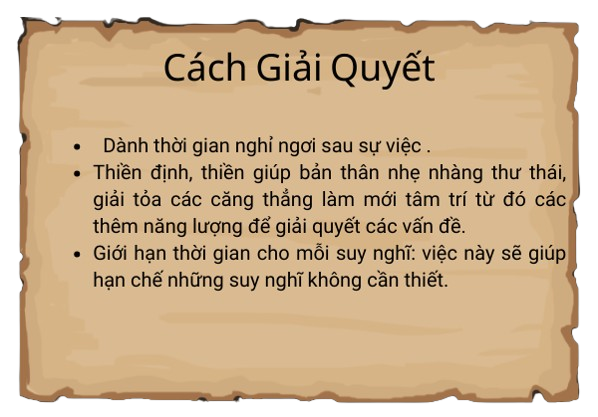 Cách Giải Quyết
• Dành thời gian nghỉ ngơi sau sự việc .
• Thiền định, thiền giúp bản thân nhẹ nhàng thư thái,
giải tỏa các căng thẳng làm mới tâm trí từ đó các
thêm năng lượng để giải quyết các vấn đề.
• Giới hạn thời gian cho mỗi suy nghĩ: việc này sẽ giúp
hạn chế những suy nghĩ không cần thiết.